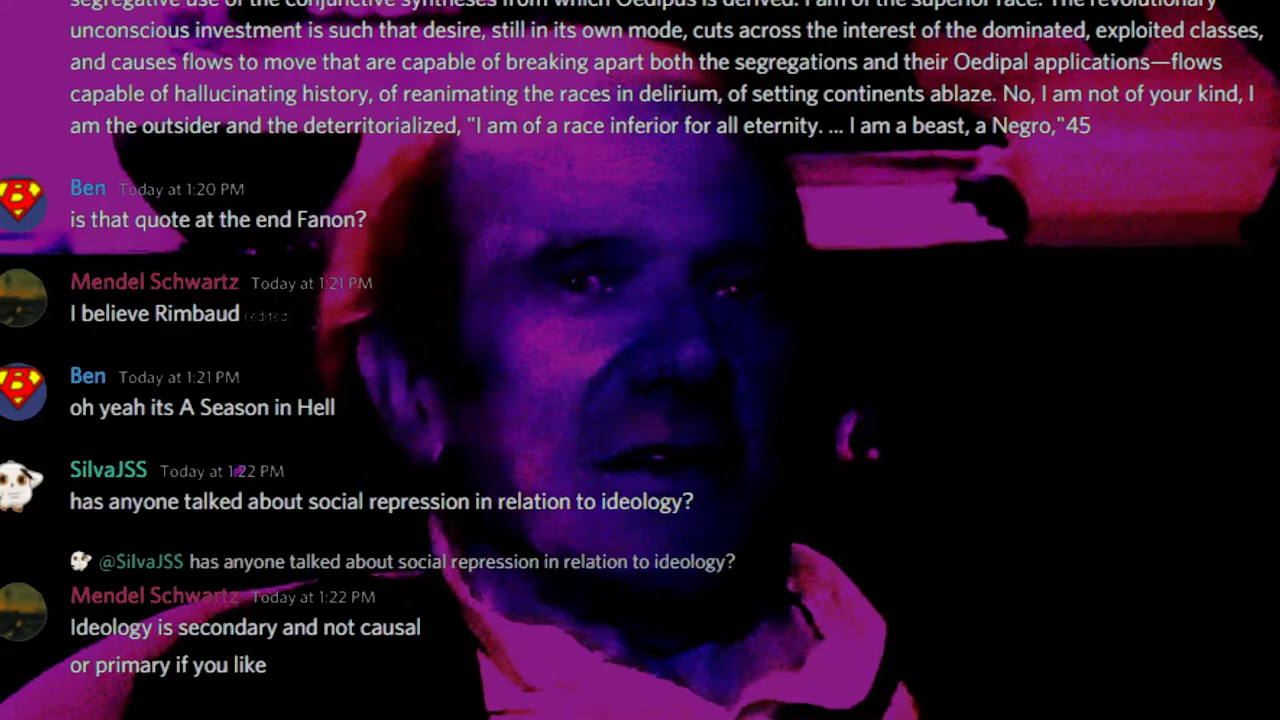 segregative use of the conjunctive syntheses from which Oedipus is derived: I am of the superior race. The revolutionary
unconscious investment is such that desire, still in its own mode, cuts across the interest of the dominated, exploited classes,
and causes flows to move that are capable of breaking apart both the segregations and their Oedipal applications—flows
capable of hallucinating history, of reanimating the races in delirium, of setting continents ablaze. No, I am not of your kind, I
am the outsider and the deterritorialized, "I am of a race inferior for all eternity. ... I am a beast, a Negro,"45
Ben Today at 1:20 PM
is that quote at the end Fanon?
Mendel Schwartz Today at 1:21 PM
I believe Rimbaud (edited)
Ben Today at 1:21 PM
oh yeah its A Season in Hell
SilvaJSS Today at 1:22 PM
has anyone talked about social repression in relation to ideology?
@SilvaJSS has anyone talked about social repression in relation to ideology?
Mendel Schwartz Today at 1:22 PM
Ideology is secondary and not causal
or primary if you like